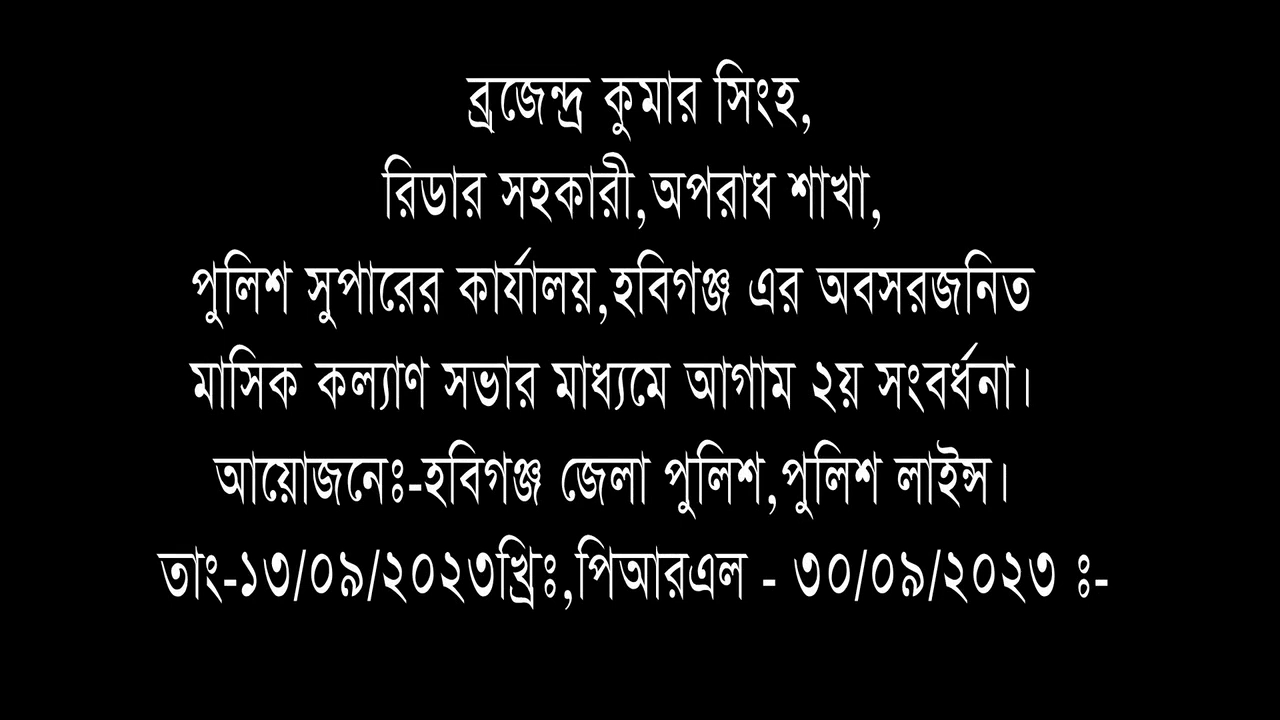 ব্রজেন্দ্র কুমার সিংহ,
রিডার সহকারী,অপরাধ শাখা,
পুলিশ সুপারের কার্যালয়,হবিগঞ্জ এর অবসরজনিত
মাসিক কল্যাণ সভার মাধ্যমে আগাম ২য় সংবর্ধনা।
আয়োজনেঃ-হবিগঞ্জ জেলা পুলিশ,পুলিশ লাইন্স।
তাং-১৩/০৯/২০২৩খ্রিঃ,পিআরএল - ৩০/০৯/২০২৩ ঃ-